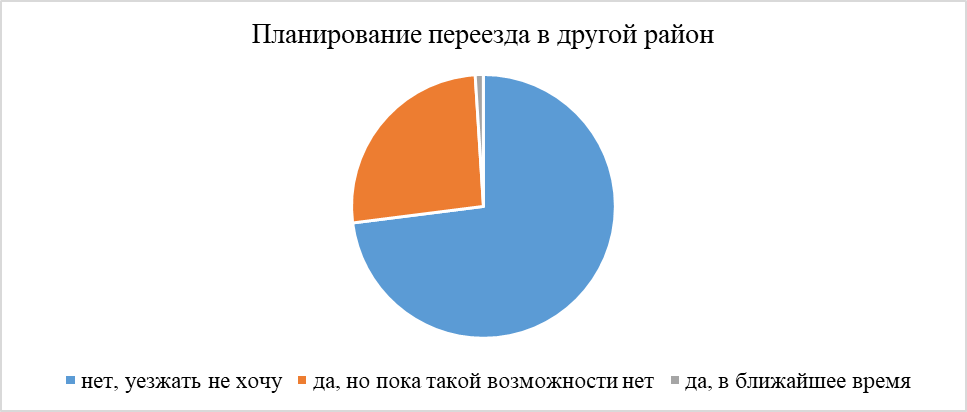 Планирование переезда в другой район
нет, уезжать не хочу да, но пока такой возможности нет да, в ближайшее время